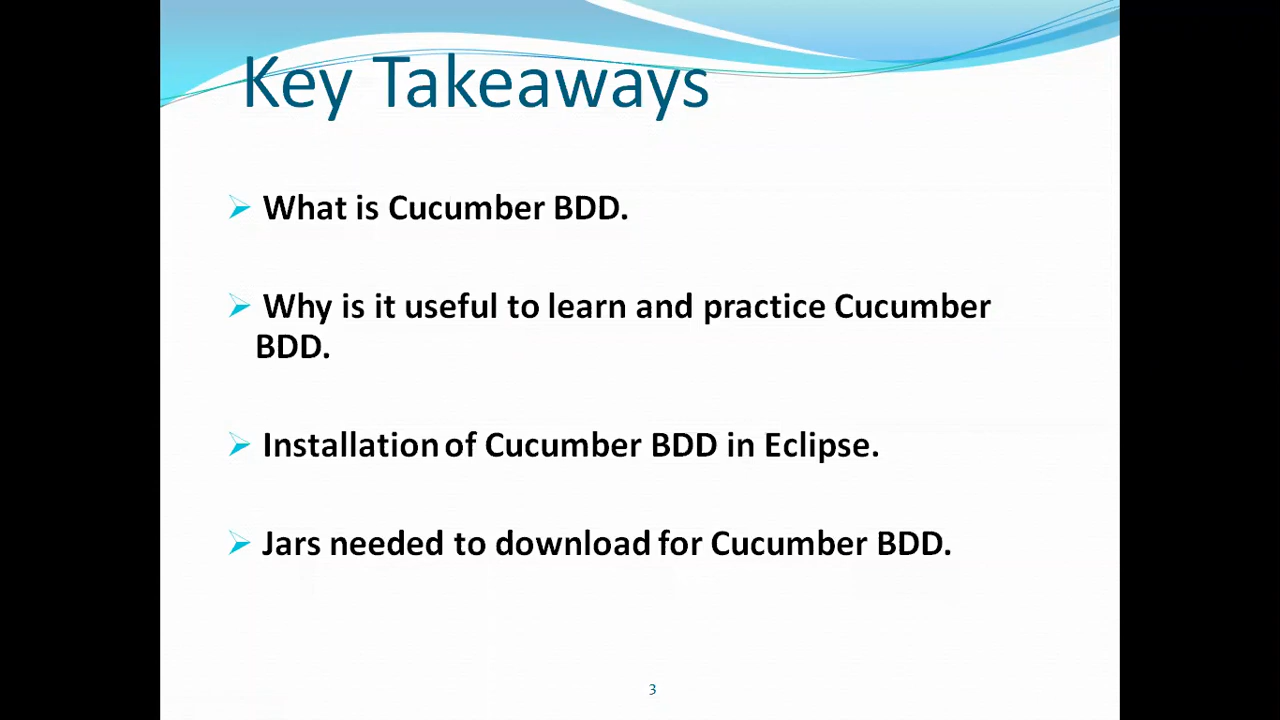 Key Takeaways
What is Cucumber BDD.
Why is it useful to learn and practice Cucumber
BDD.
Installation of Cucumber BDD in Eclipse.
Jars needed to download for Cucumber BDD.
3